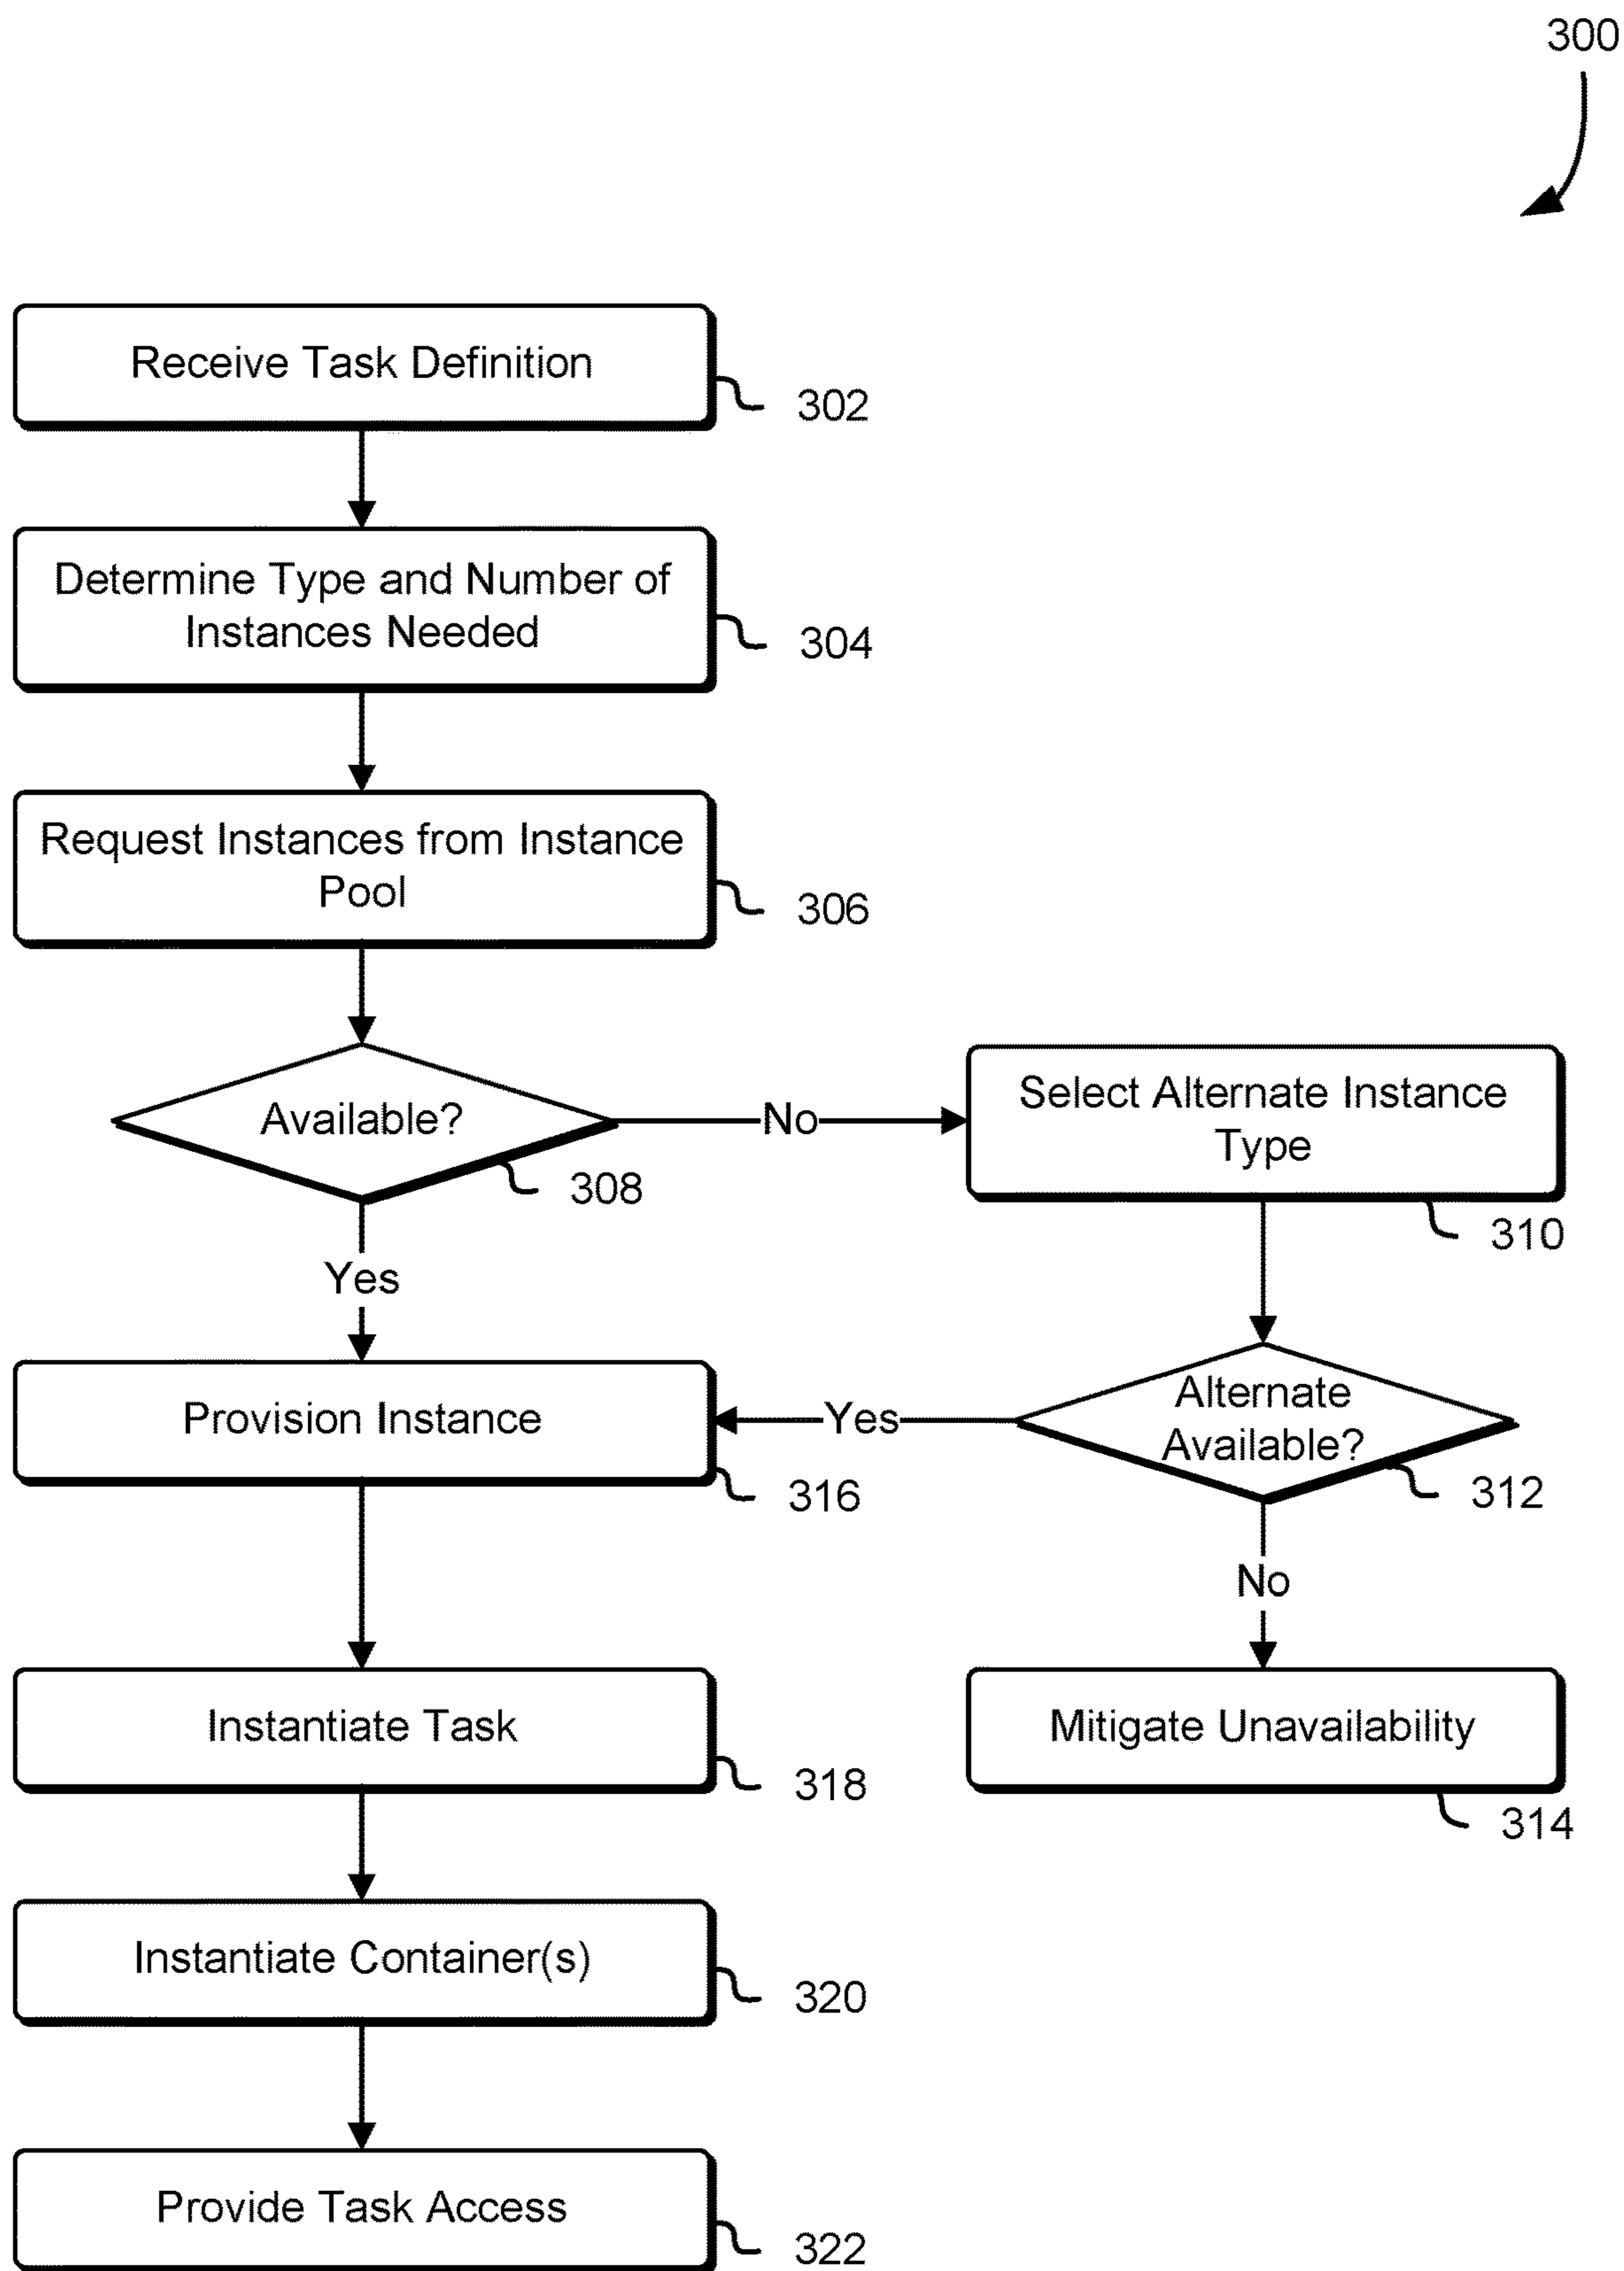 300
Receive Task Definition
302
Determine Type and Number of
Instances Needed
304
Request Instances from Instance
Pool
306
Available?
308
No
Select Alternate Instance
Type
310
Yes
Provision Instance
316
Yes
Alternate
Available?
312
No
Instantiate Task
318
Mitigate Unavailability
314
Instantiate Container(s)
320
Provide Task Access
322